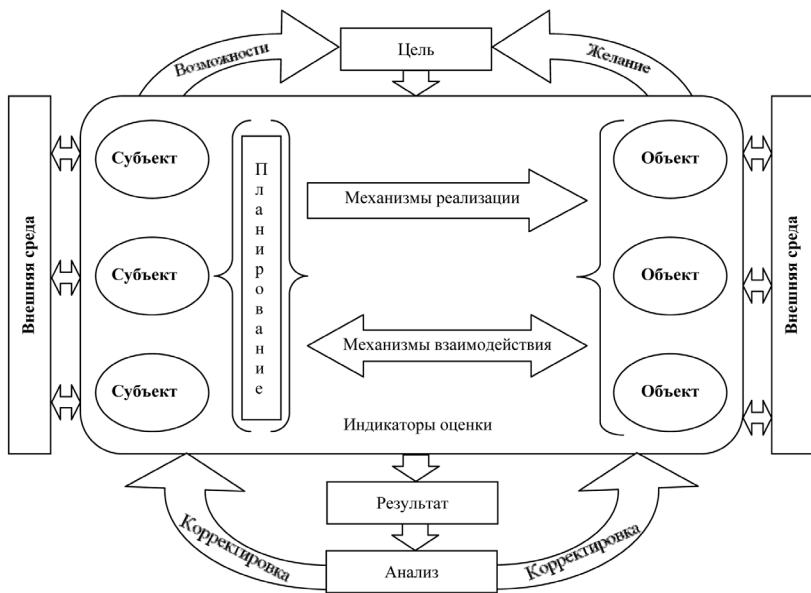 Возможности
Цель
Желание
Внешняя среда
Субъект
Субъект
Субъект
Планирование
Механизмы реализации
Механизмы взаимодействия
Индикаторы оценки
Объект
Объект
Объект
Внешняя среда
Результат
Корректировка
Анализ
Корректировка